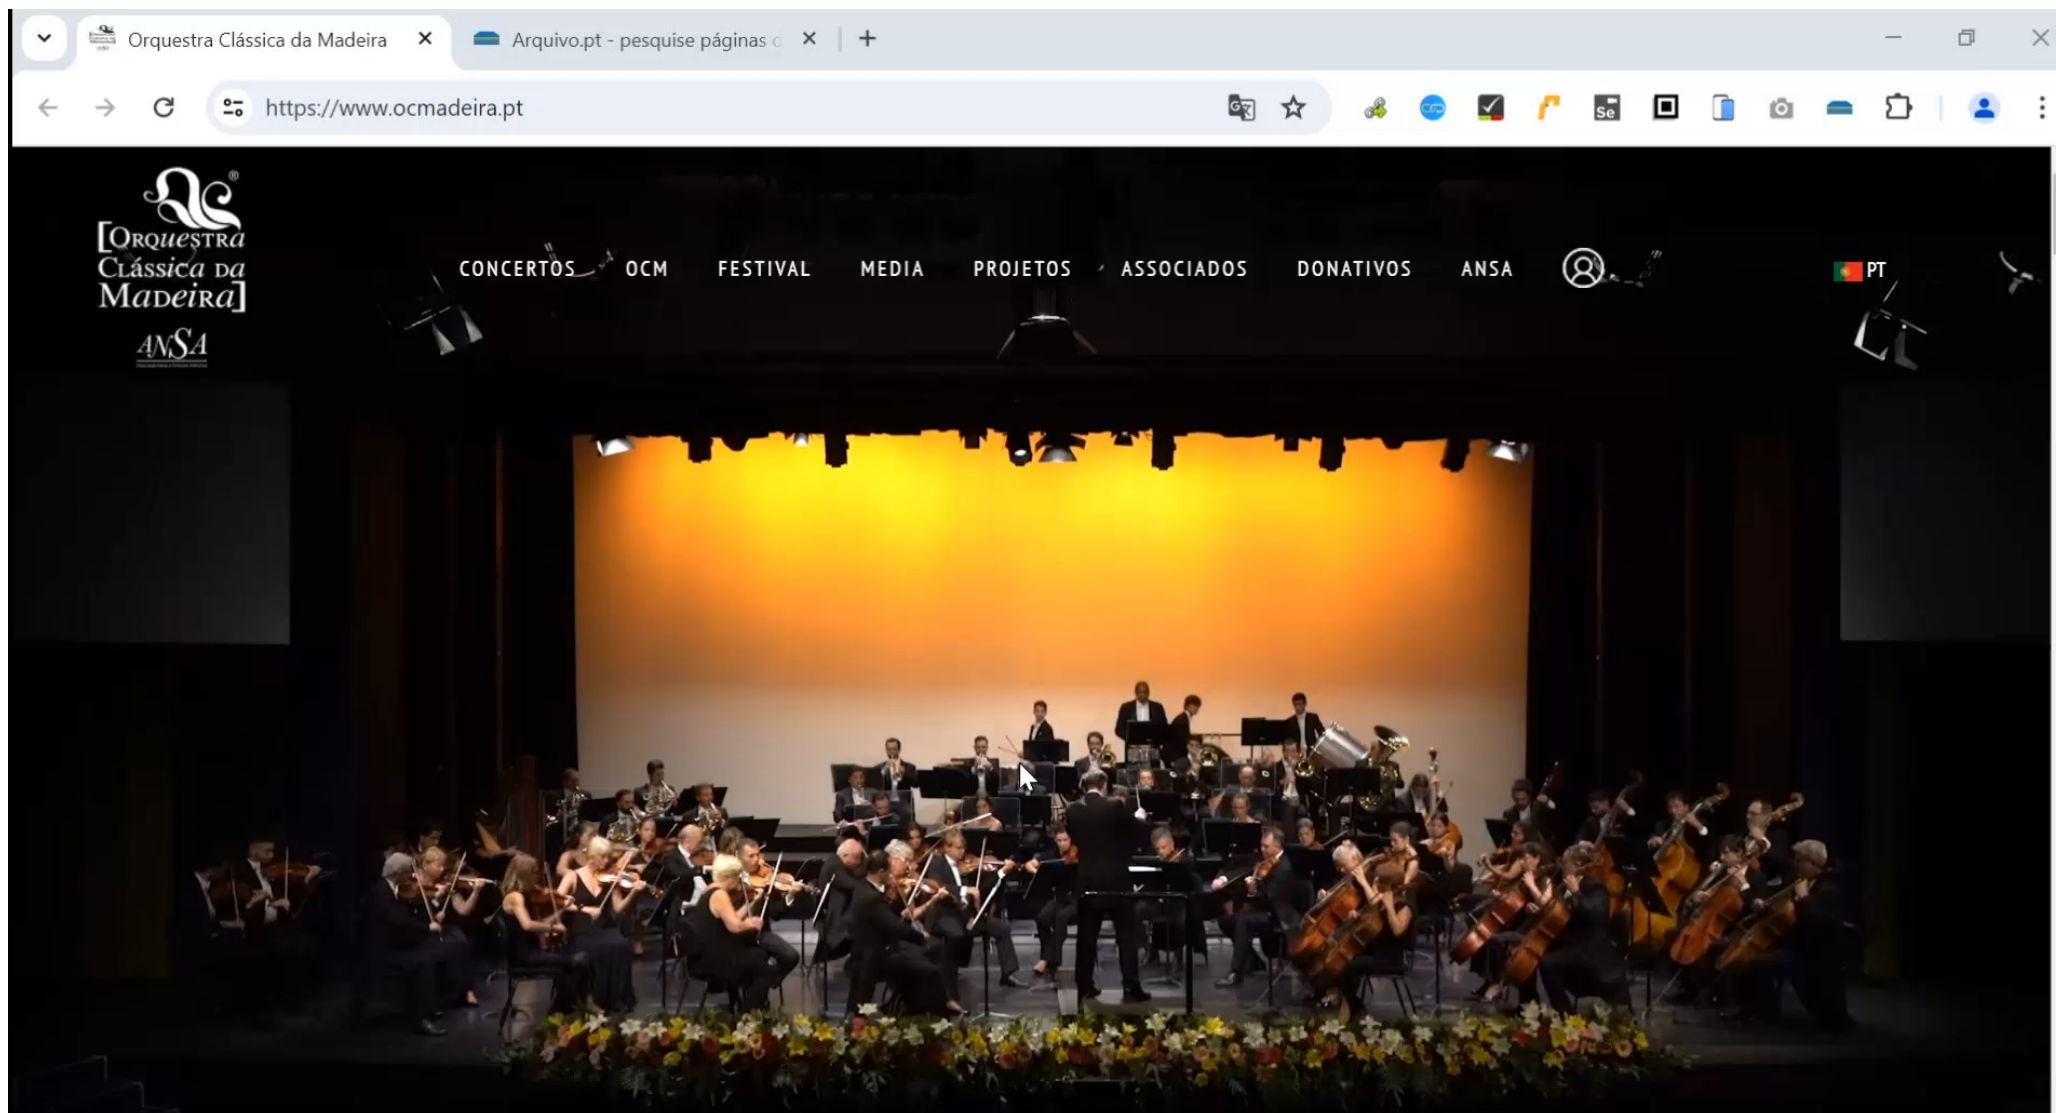 Orquestra Clássica da Madeira
Arquivo.pt - pesquise páginas
https://www.ocmadeira.pt
Se
[Orquestra
Clássica da
Madeira]
ANSA
CONCERTOS OCM FESTIVAL MEDIA PROJETOS ASSOCIADOS DONATIVOS ANSA
PT